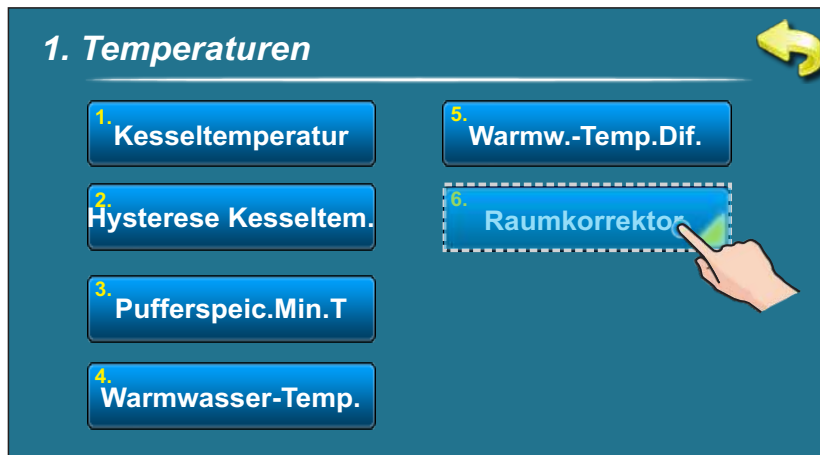 1. Temperaturen
1.
Kesseltemperatur
2.
Hysterese Kesseltem.
3.
Pufferspeic.Min.T
4.
Warmwasser-Temp.
5.
Warmw.-Temp.Dif.
6.
Raumkorrektor